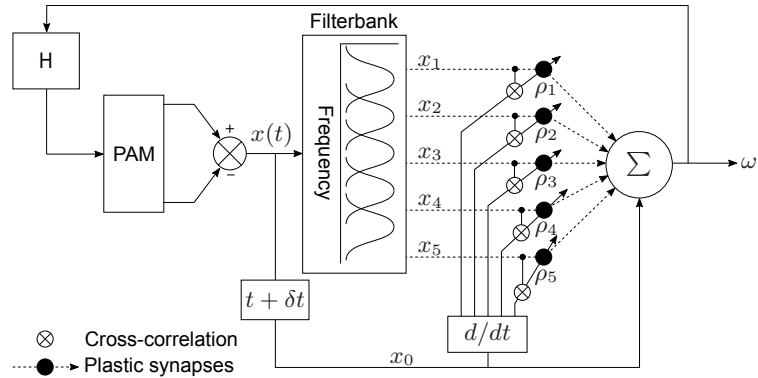 Filterbank
H
PAM
+
−
x(t)
Frequency
x₁
x₂
x₃
x₄
x₅
ρ₁
ρ₂
ρ₃
ρ₄
ρ₅
Σ
ω
t + δt
d/dt
x₀
Cross-correlation
Plastic synapses